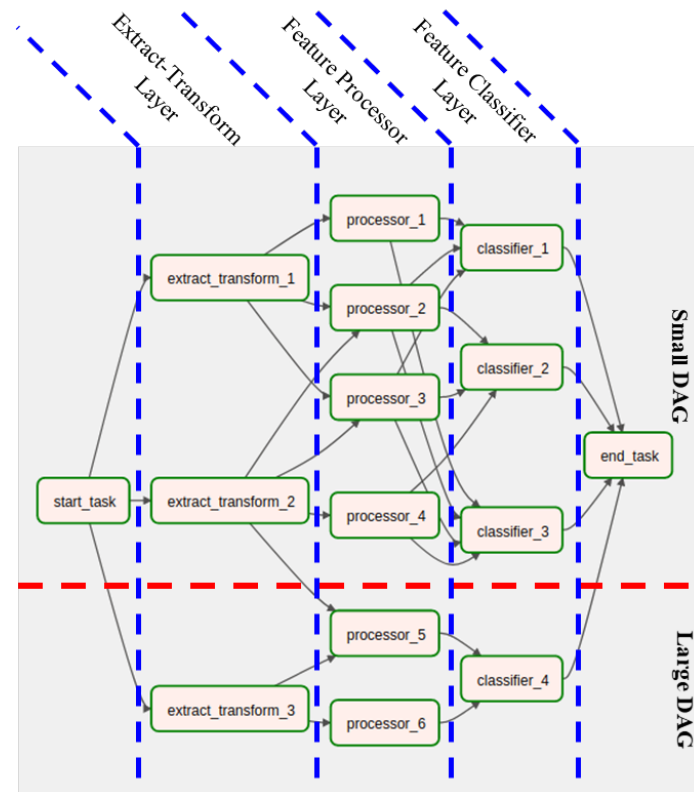 Extract-Transform
Layer
Feature Processor
Layer
Feature Classifier
Layer
processor_1
classifier_1
extract_transform_1
processor_2
Small DAG
classifier_2
processor_3
end_task
start_task
extract_transform_2
processor_4
classifier_3
processor_5
Large DAG
classifier_4
extract_transform_3
processor_6